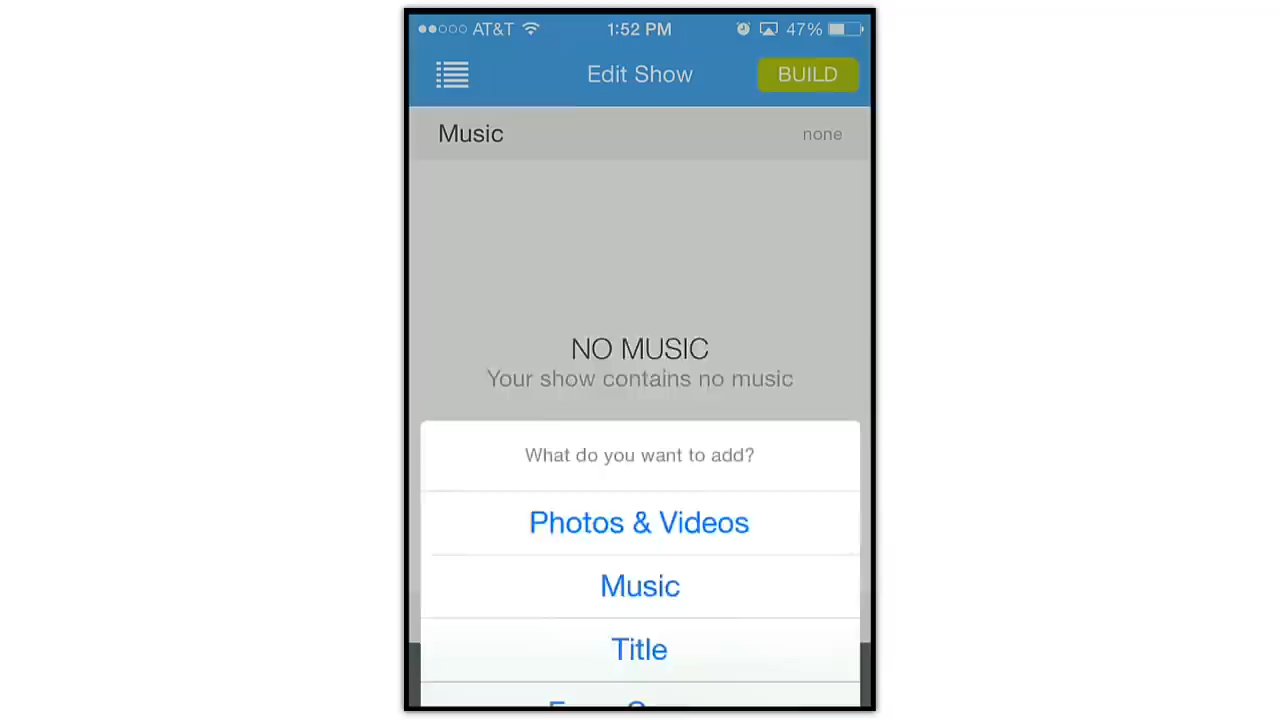 AT&T 1:52 PM 47%
Edit Show BUILD
Music none
NO MUSIC
Your show contains no music
What do you want to add?
Photos & Videos
Music
Title